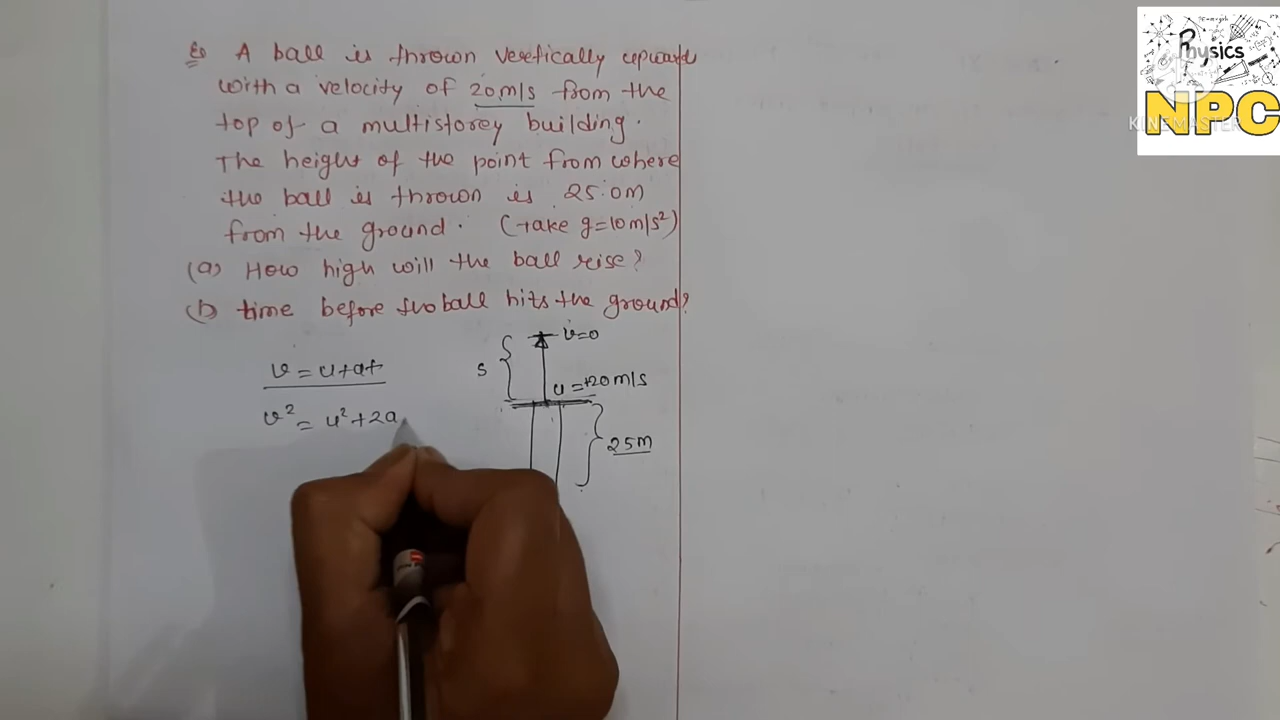 Ex A ball is thrown vertically upwards
with a velocity of 20m/s from the
top of a multistorey building.
The height of the point from where
the ball is thrown is 25.0m
from the ground. (take g=10m/s²)
(a) How high will the ball rise?
(b) time before the ball hits the ground?
v = u+at
v² = u²+2a
v=0
s
u = +20m/s
25m
Physics
NPC
KINEMASTER